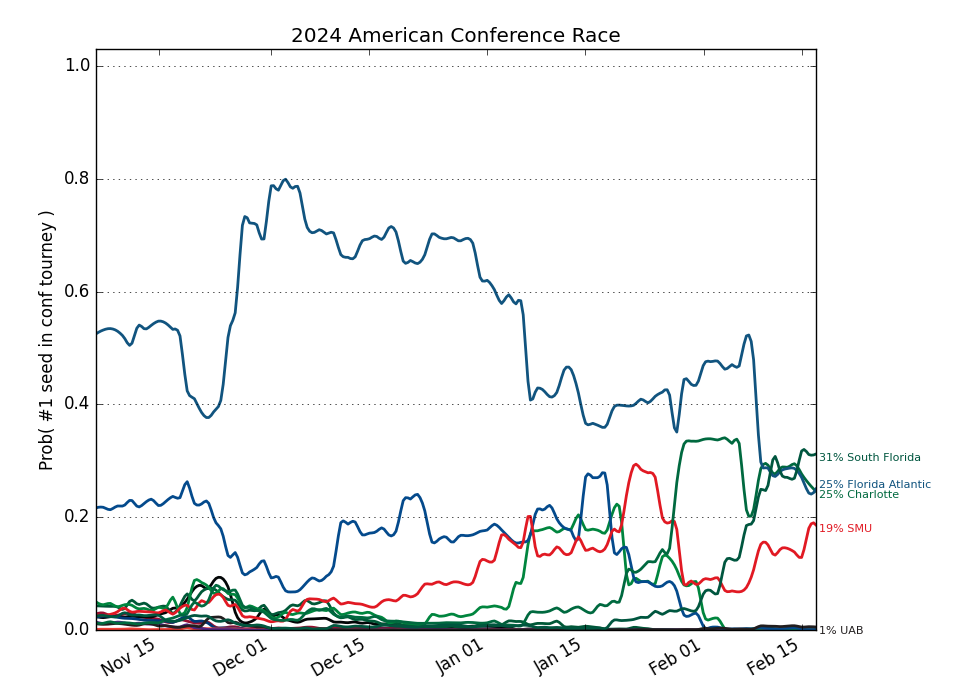 2024 American Conference Race
Prob( #1 seed in conf tourney )
1.0
0.8
0.6
0.4
0.2
0.0
31% South Florida
25% Florida Atlantic
25% Charlotte
19% SMU
1% UAB
Nov 15
Dec 01
Dec 15
Jan 01
Jan 15
Feb 01
Feb 15